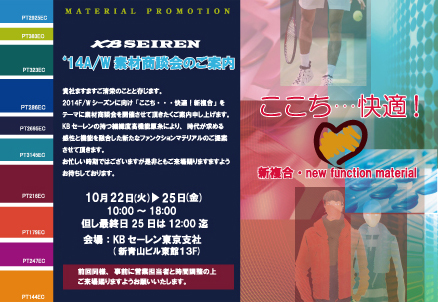 MATERIAL PROMOTION
KB SEIREN
'14A/W 素材商談会のご案内
貴社ますますご清栄のことと存じます。
2014F/Wシーズンに向け「ここち・・・快適!新複合」を
テーマに素材商談会を開催させて頂きたくご案内申し上げます。
KBセーレンの持つ機能度高機能原糸により、時代が求める
感性と機能を融合した新たなファンクションマテリアルのご提案
させて頂きます。
お忙しい時期ではございますが是非ともご来場賜りますようす
お待ちしております。
10月22日(火)▶25日(金)
10:00 〜 18:00
但し最終日25日は12:00迄
会場:KBセーレン東京支社
(新青山ビル東館13F)
前回同様、事前に営業担当者と時間調整の上
ご来場賜りますようお願いいたします。
PT2925EC
PT383EC
PT323EC
PT286EC
PT2695EC
PT3145EC
PT216EC
PT179EC
PT247EC
PT144EC
ここち・・・快適!
新複合・new function material